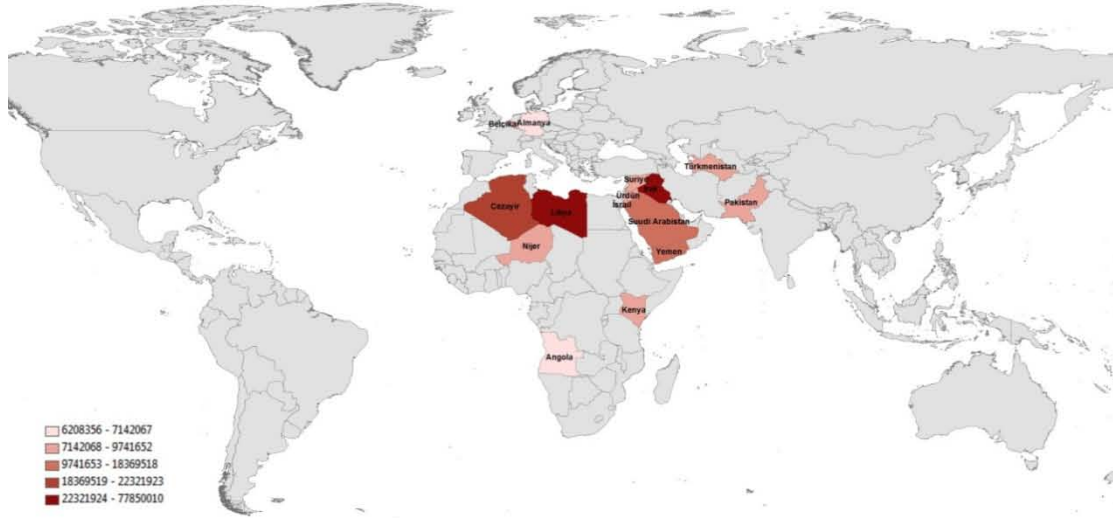 Belçika
Almanya
Türkmenistan
Suriye
Irak
Ürdün
İsrail
Pakistan
Cezayir
Libya
Suudi Arabistan
Nijer
Yemen
Kenya
Angola
6208356 - 7142067
7142068 - 9741652
9741653 - 18369518
18369519 - 22321923
22321924 - 77850010